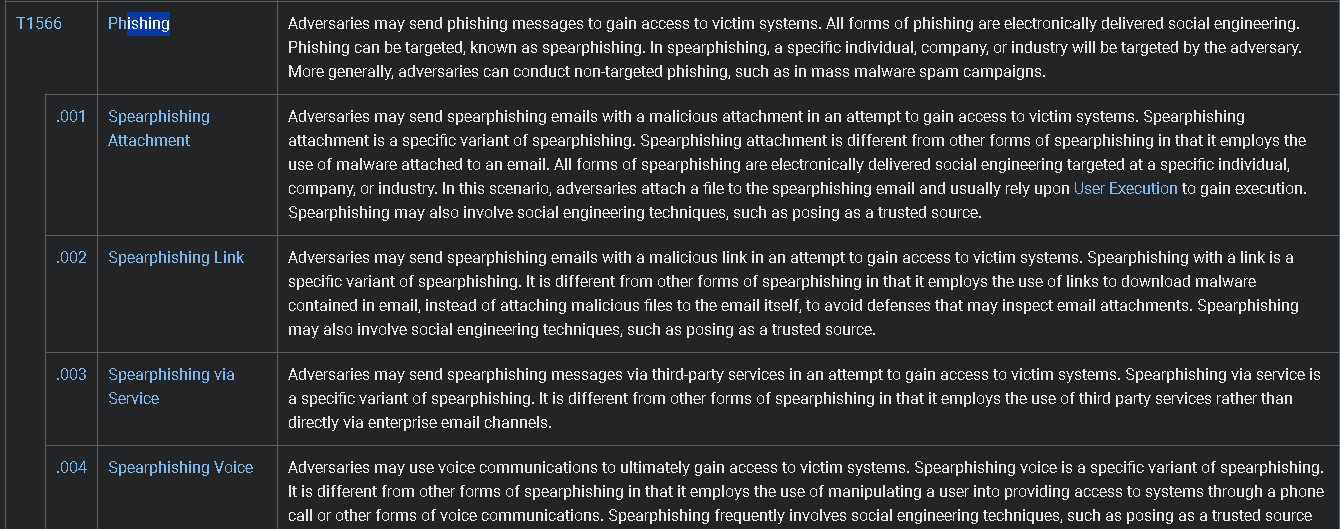 T1566 Phishing Adversaries may send phishing messages to gain access to victim systems. All forms of phishing are electronically delivered social engineering.
Phishing can be targeted, known as spearphishing. In spearphishing, a specific individual, company, or industry will be targeted by the adversary.
More generally, adversaries can conduct non-targeted phishing, such as in mass malware spam campaigns.
.001 Spearphishing Adversaries may send spearphishing emails with a malicious attachment in an attempt to gain access to victim systems. Spearphishing
Attachment attachment is a specific variant of spearphishing. Spearphishing attachment is different from other forms of spearphishing in that it employs the
use of malware attached to an email. All forms of spearphishing are electronically delivered social engineering targeted at a specific individual,
company, or industry. In this scenario, adversaries attach a file to the spearphishing email and usually rely upon User Execution to gain execution.
Spearphishing may also involve social engineering techniques, such as posing as a trusted source.
.002 Spearphishing Link Adversaries may send spearphishing emails with a malicious link in an attempt to gain access to victim systems. Spearphishing with a link is a
specific variant of spearphishing. It is different from other forms of spearphishing in that it employs the use of links to download malware
contained in email, instead of attaching malicious files to the email itself, to avoid defenses that may inspect email attachments. Spearphishing
may also involve social engineering techniques, such as posing as a trusted source.
.003 Spearphishing via Adversaries may send spearphishing messages via third-party services in an attempt to gain access to victim systems. Spearphishing via service is
Service a specific variant of spearphishing. It is different from other forms of spearphishing in that it employs the use of third party services rather than
directly via enterprise email channels.
.004 Spearphishing Voice Adversaries may use voice communications to ultimately gain access to victim systems. Spearphishing voice is a specific variant of spearphishing.
It is different from other forms of spearphishing in that it employs the use of manipulating a user into providing access to systems through a phone
call or other forms of voice communications. Spearphishing frequently involves social engineering techniques, such as posing as a trusted source